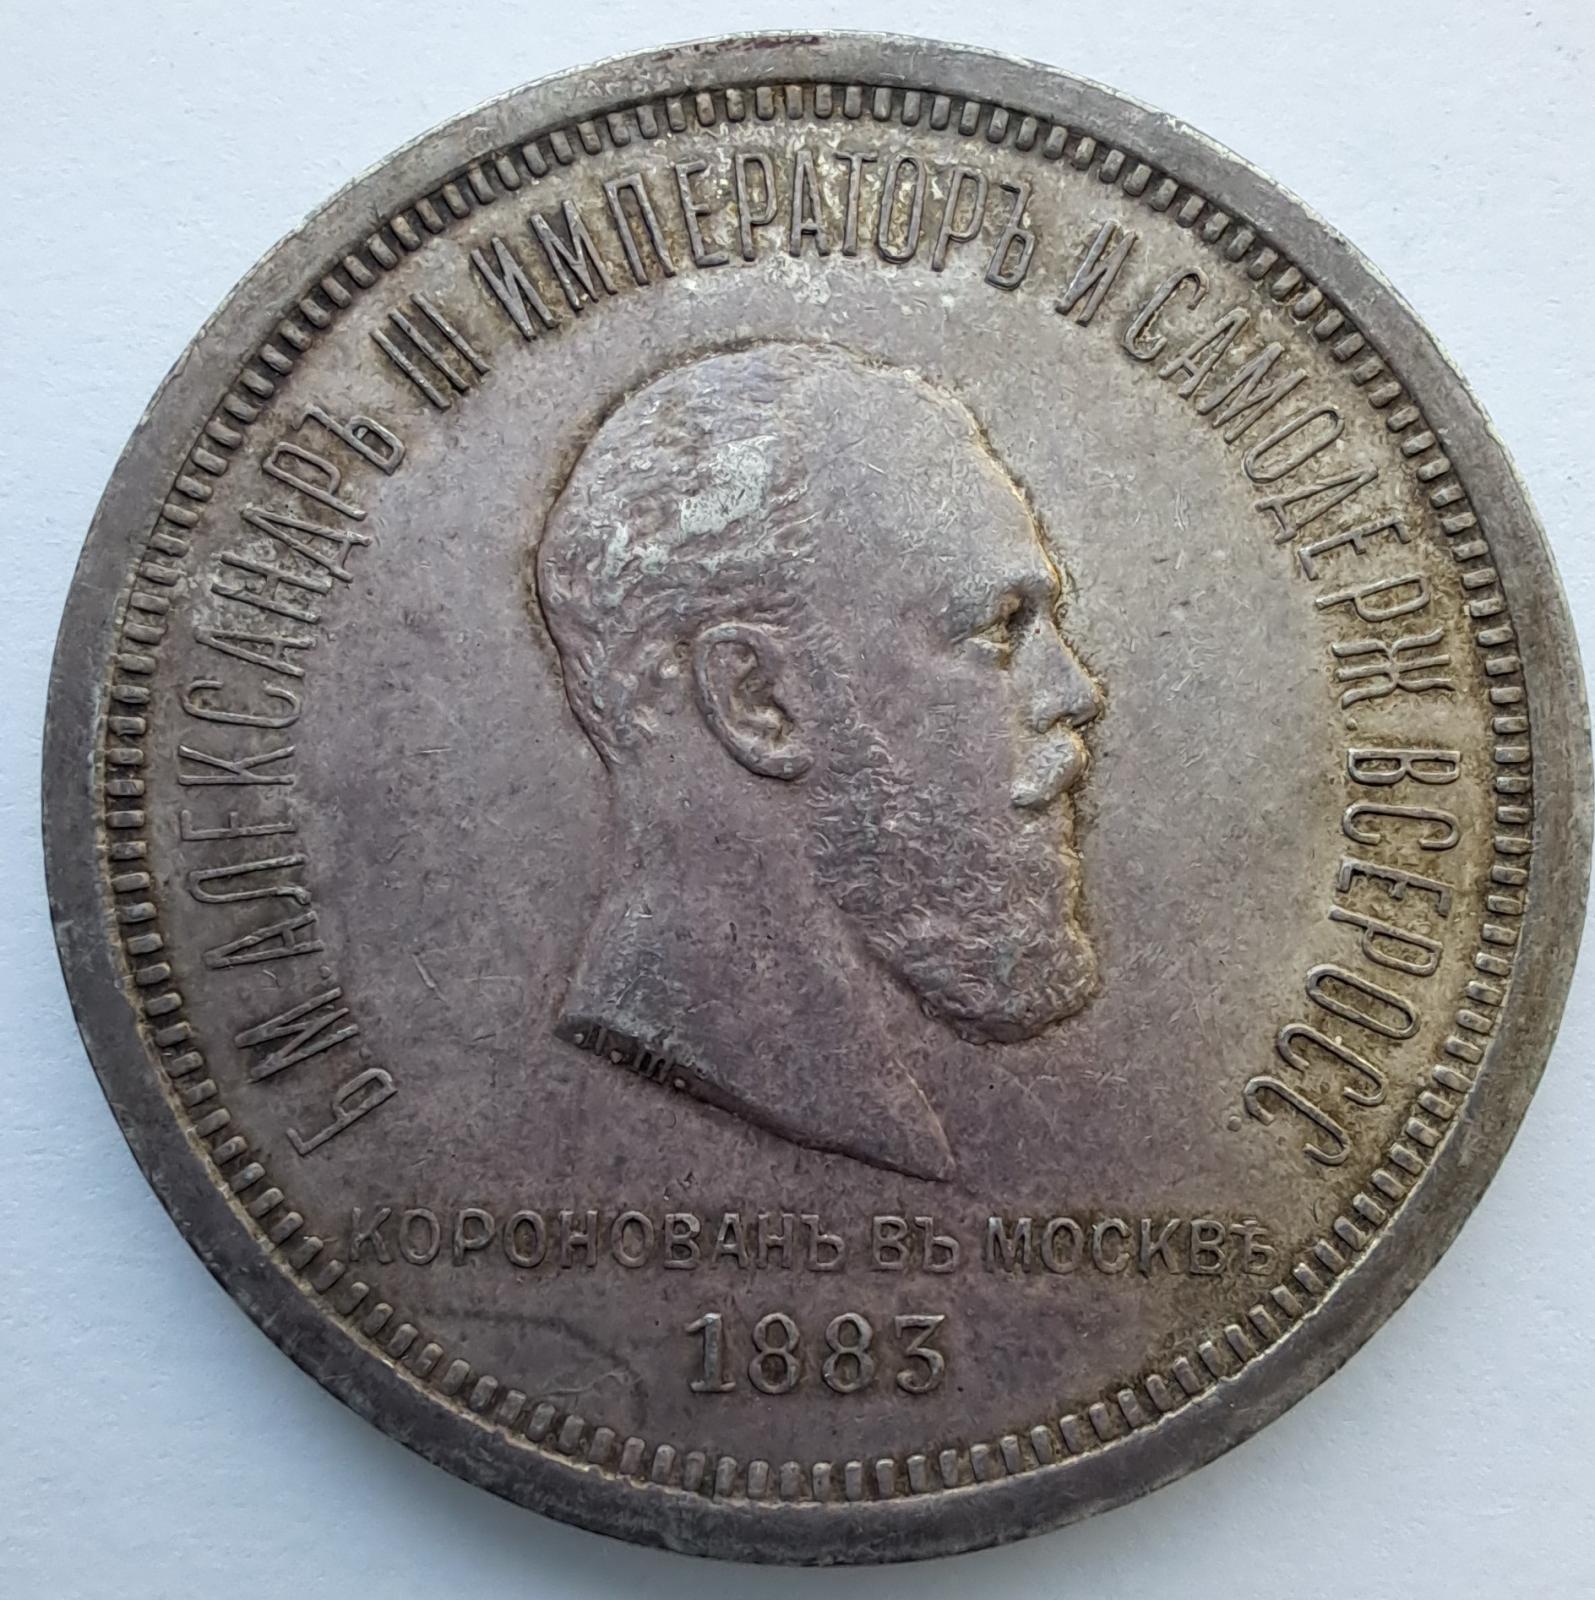 Б.М.АЛЕКСАНДРЪ III ИМПЕРАТОРЪ И САМОДЕРЖ.ВСЕРОСС.
Л.Ш.
КОРОНОВАНЪ ВЪ МОСКВѢ
1883